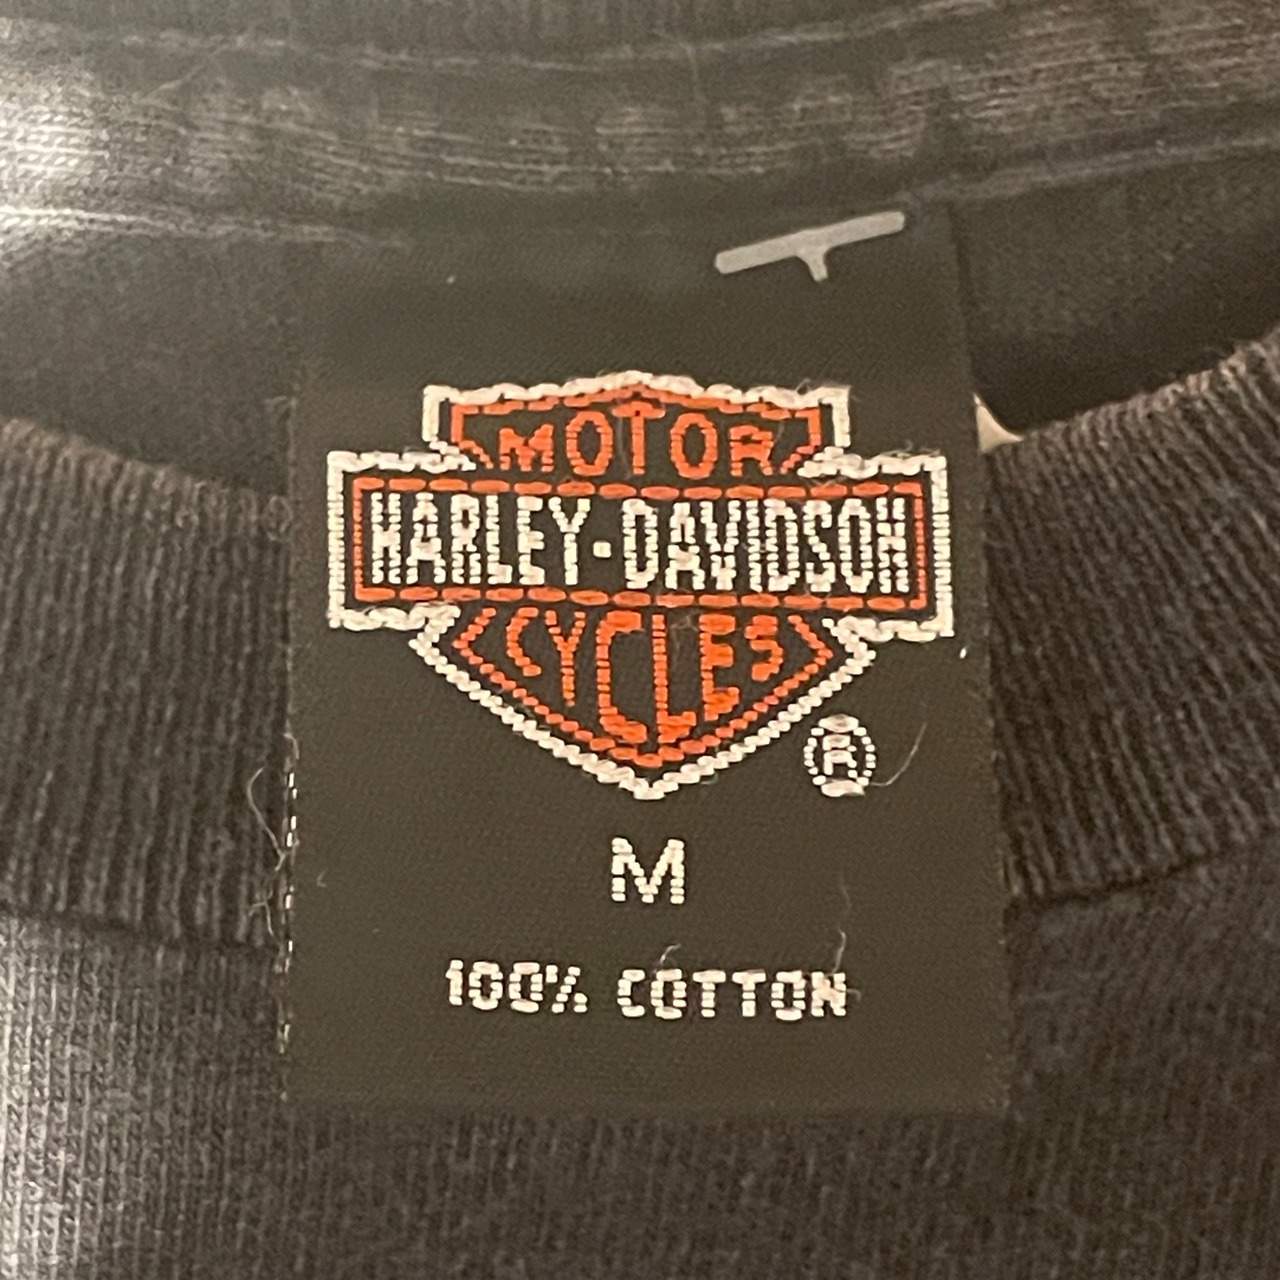 MOTOR
HARLEY-DAVIDSON
CYCLES
®
M
100% COTTON